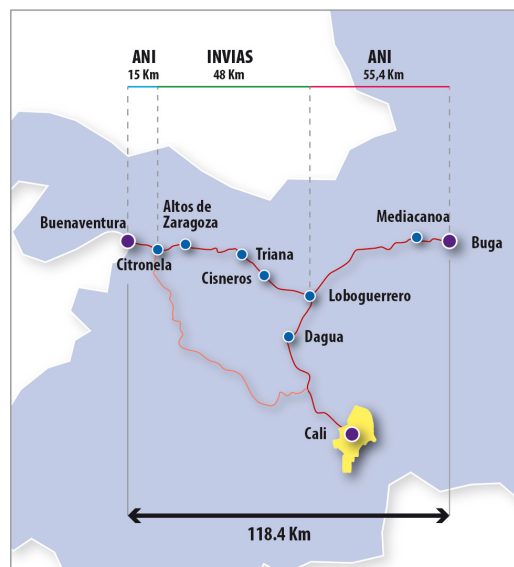 ANI
15 Km
INVIAS
48 Km
ANI
55,4 Km
Buenaventura
Altos de
Zaragoza
Citronela
Triana
Cisneros
Mediacanoa
Buga
Loboguerrero
Dagua
Cali
118.4 Km